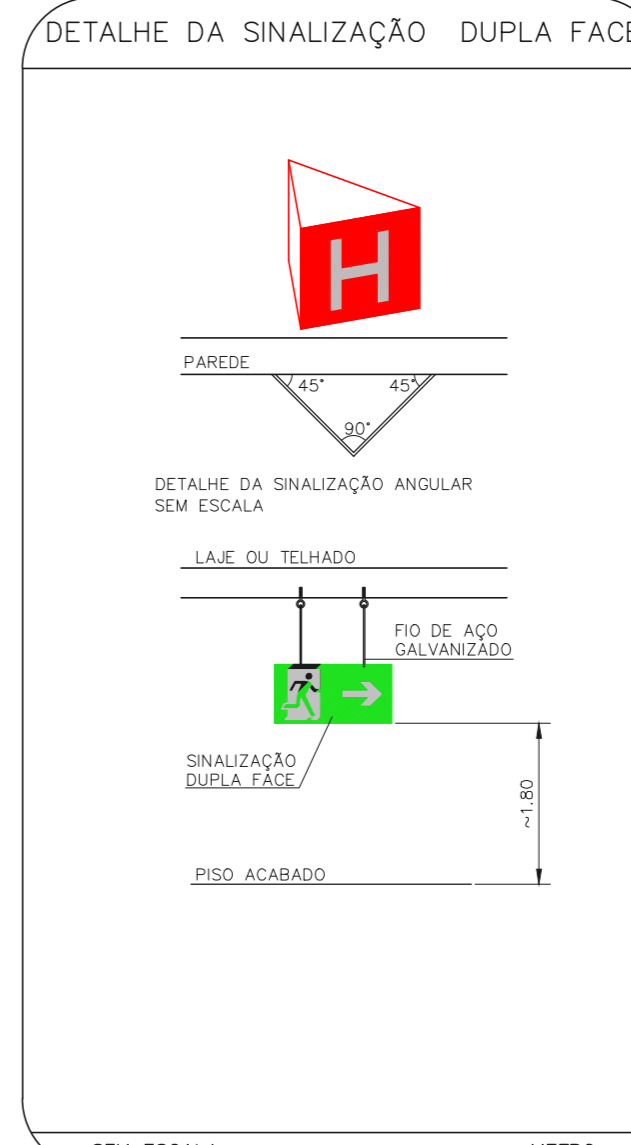 DETALHE DA SINALIZAÇÃO DUPLA FACE
H
PAREDE
45° 45°
90°
DETALHE DA SINALIZAÇÃO ANGULAR
SEM ESCALA
LAJE OU TELHADO
FIO DE AÇO
GALVANIZADO
SINALIZAÇÃO
DUPLA FACE
~1.80
PISO ACABADO